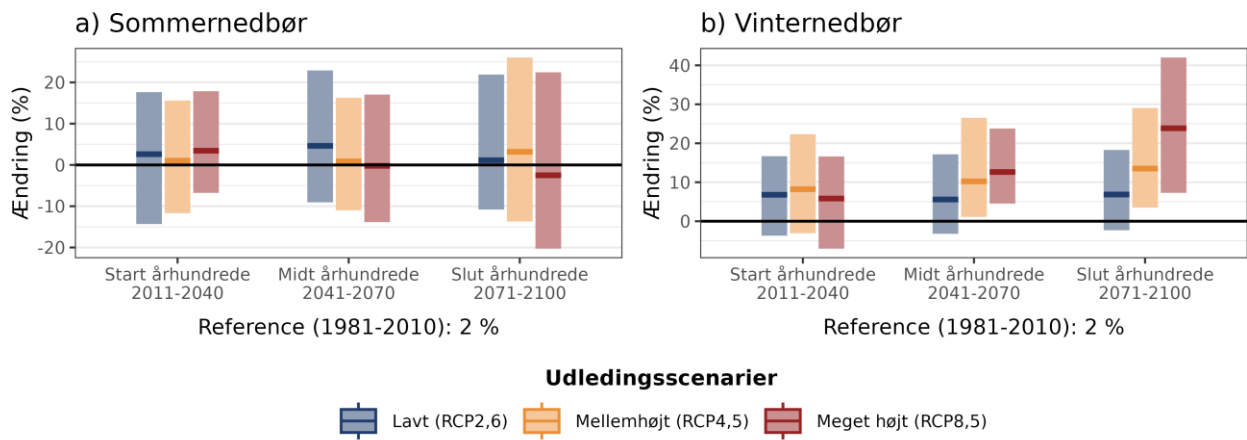 a) Sommernedbør
Ændring (%)
20
10
0
-10
-20
Start århundrede
2011-2040
Midt århundrede
2041-2070
Slut århundrede
2071-2100
Reference (1981-2010): 2 %
b) Vinternedbør
Ændring (%)
40
30
20
10
0
Start århundrede
2011-2040
Midt århundrede
2041-2070
Slut århundrede
2071-2100
Reference (1981-2010): 2 %
Udledingsscenarier
Lavt (RCP2,6)
Mellemhøjt (RCP4,5)
Meget højt (RCP8,5)